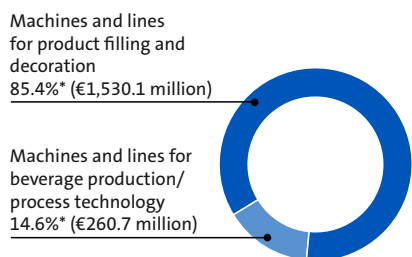 Machines and lines
for product filling and
decoration
85.4%* (€1,530.1 million)
Machines and lines for
beverage production/
process technology
14.6%* (€260.7 million)